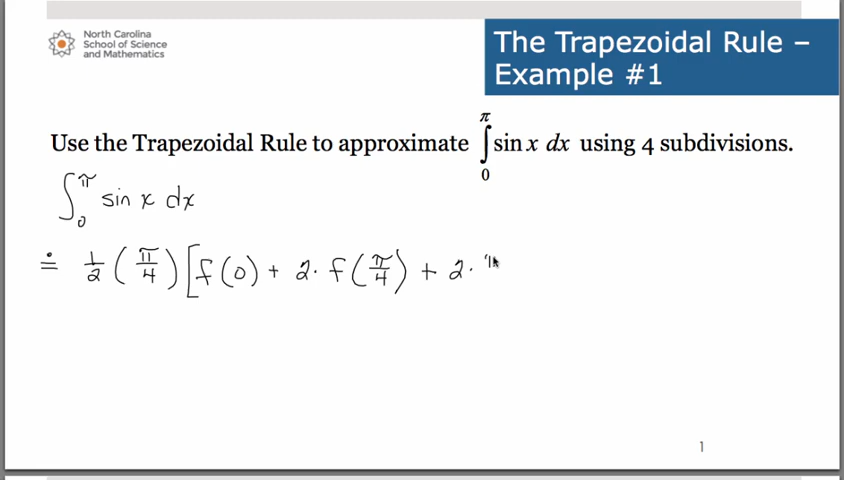 North Carolina
School of Science
and Mathematics
The Trapezoidal Rule –
Example #1
Use the Trapezoidal Rule to approximate ∫₀^π sin x dx using 4 subdivisions.
∫₀^π sin x dx
≐ 1/2 (π/4) [f(0) + 2· f(π/4) + 2·
1